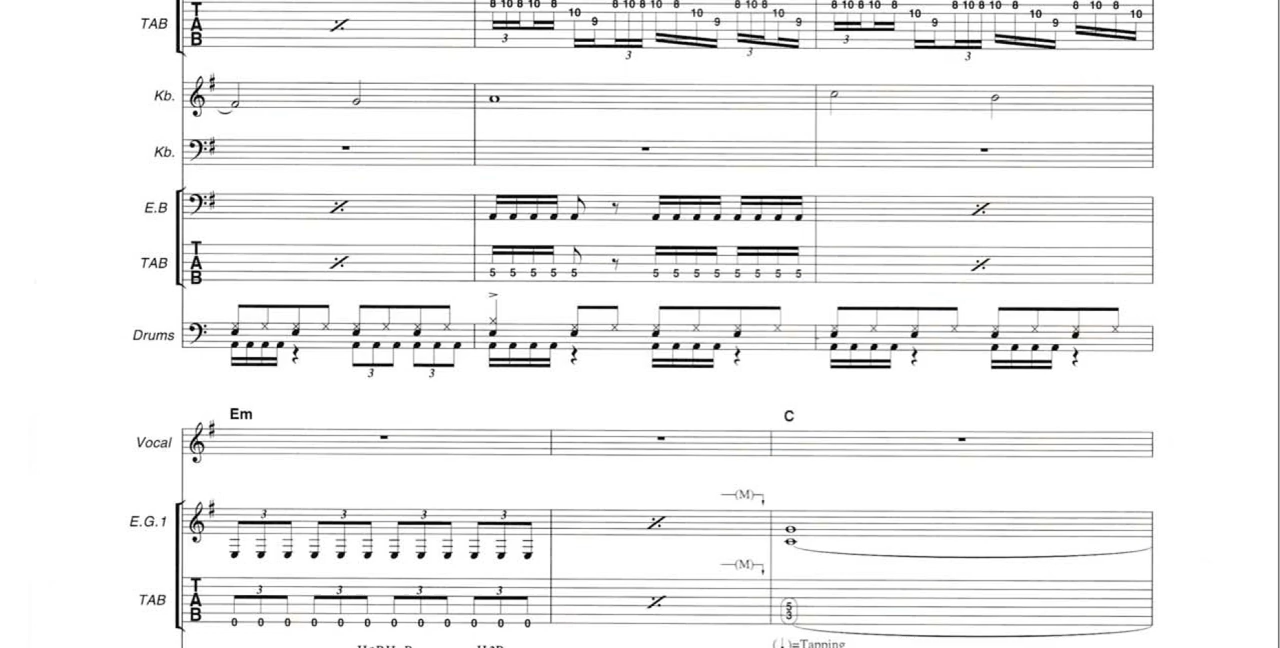 8 10 8 10 8 10 9 8 10 8 10 8 10 9 8 10 8 10 9
8 10 8 10 8 10 9 8 10 8 10 8 10 9 8 10 8 10
TAB
T
A
B
3 3 3 3 3
Kb.
Kb.
E.B
TAB
T
A
B
5 5 5 5 5 5 5 5 5 5 5 5 5
Drums
3 3
Em C
Vocal
(M)
E.G.1
3 3 3 3
(M)
TAB
T
A
B
3 3 3 3
5
3
0 0 0 0 0 0 0 0 0 0 0 0
(↓)=Tapping